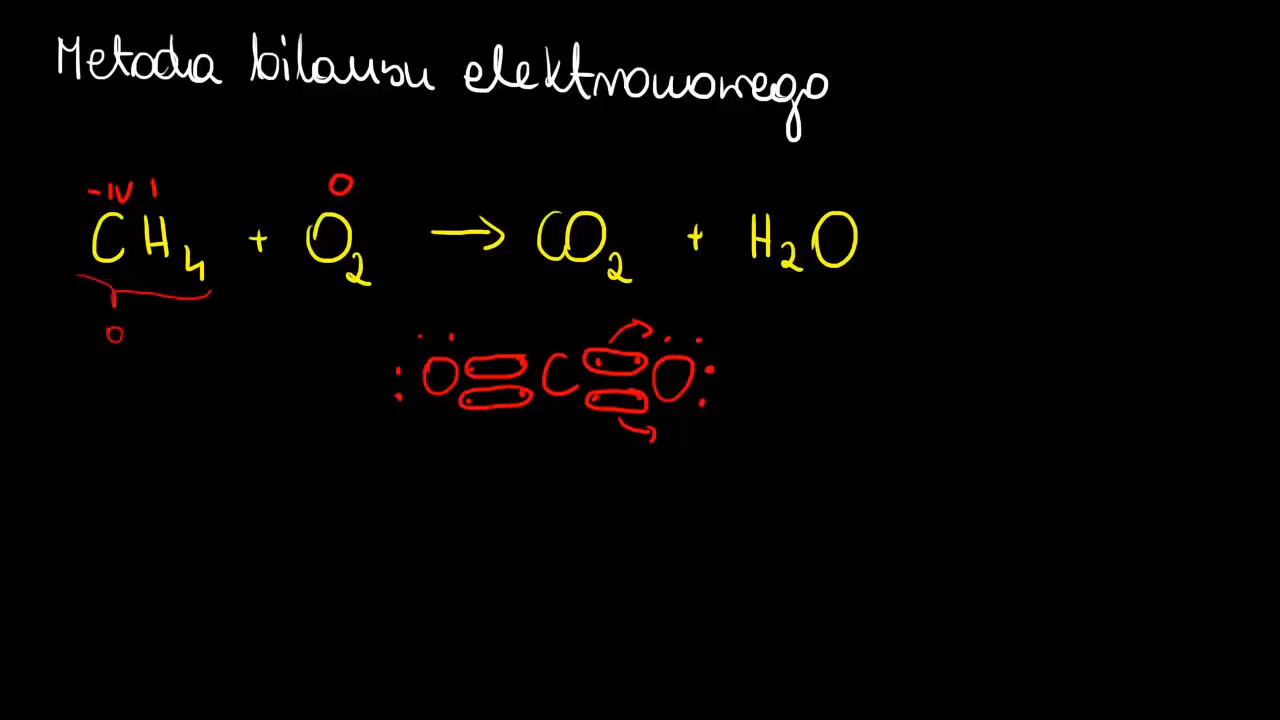 Metoda bilansu elektronowego
-IV I 0
CH₄ + O₂ → CO₂ + H₂O
0
O C O